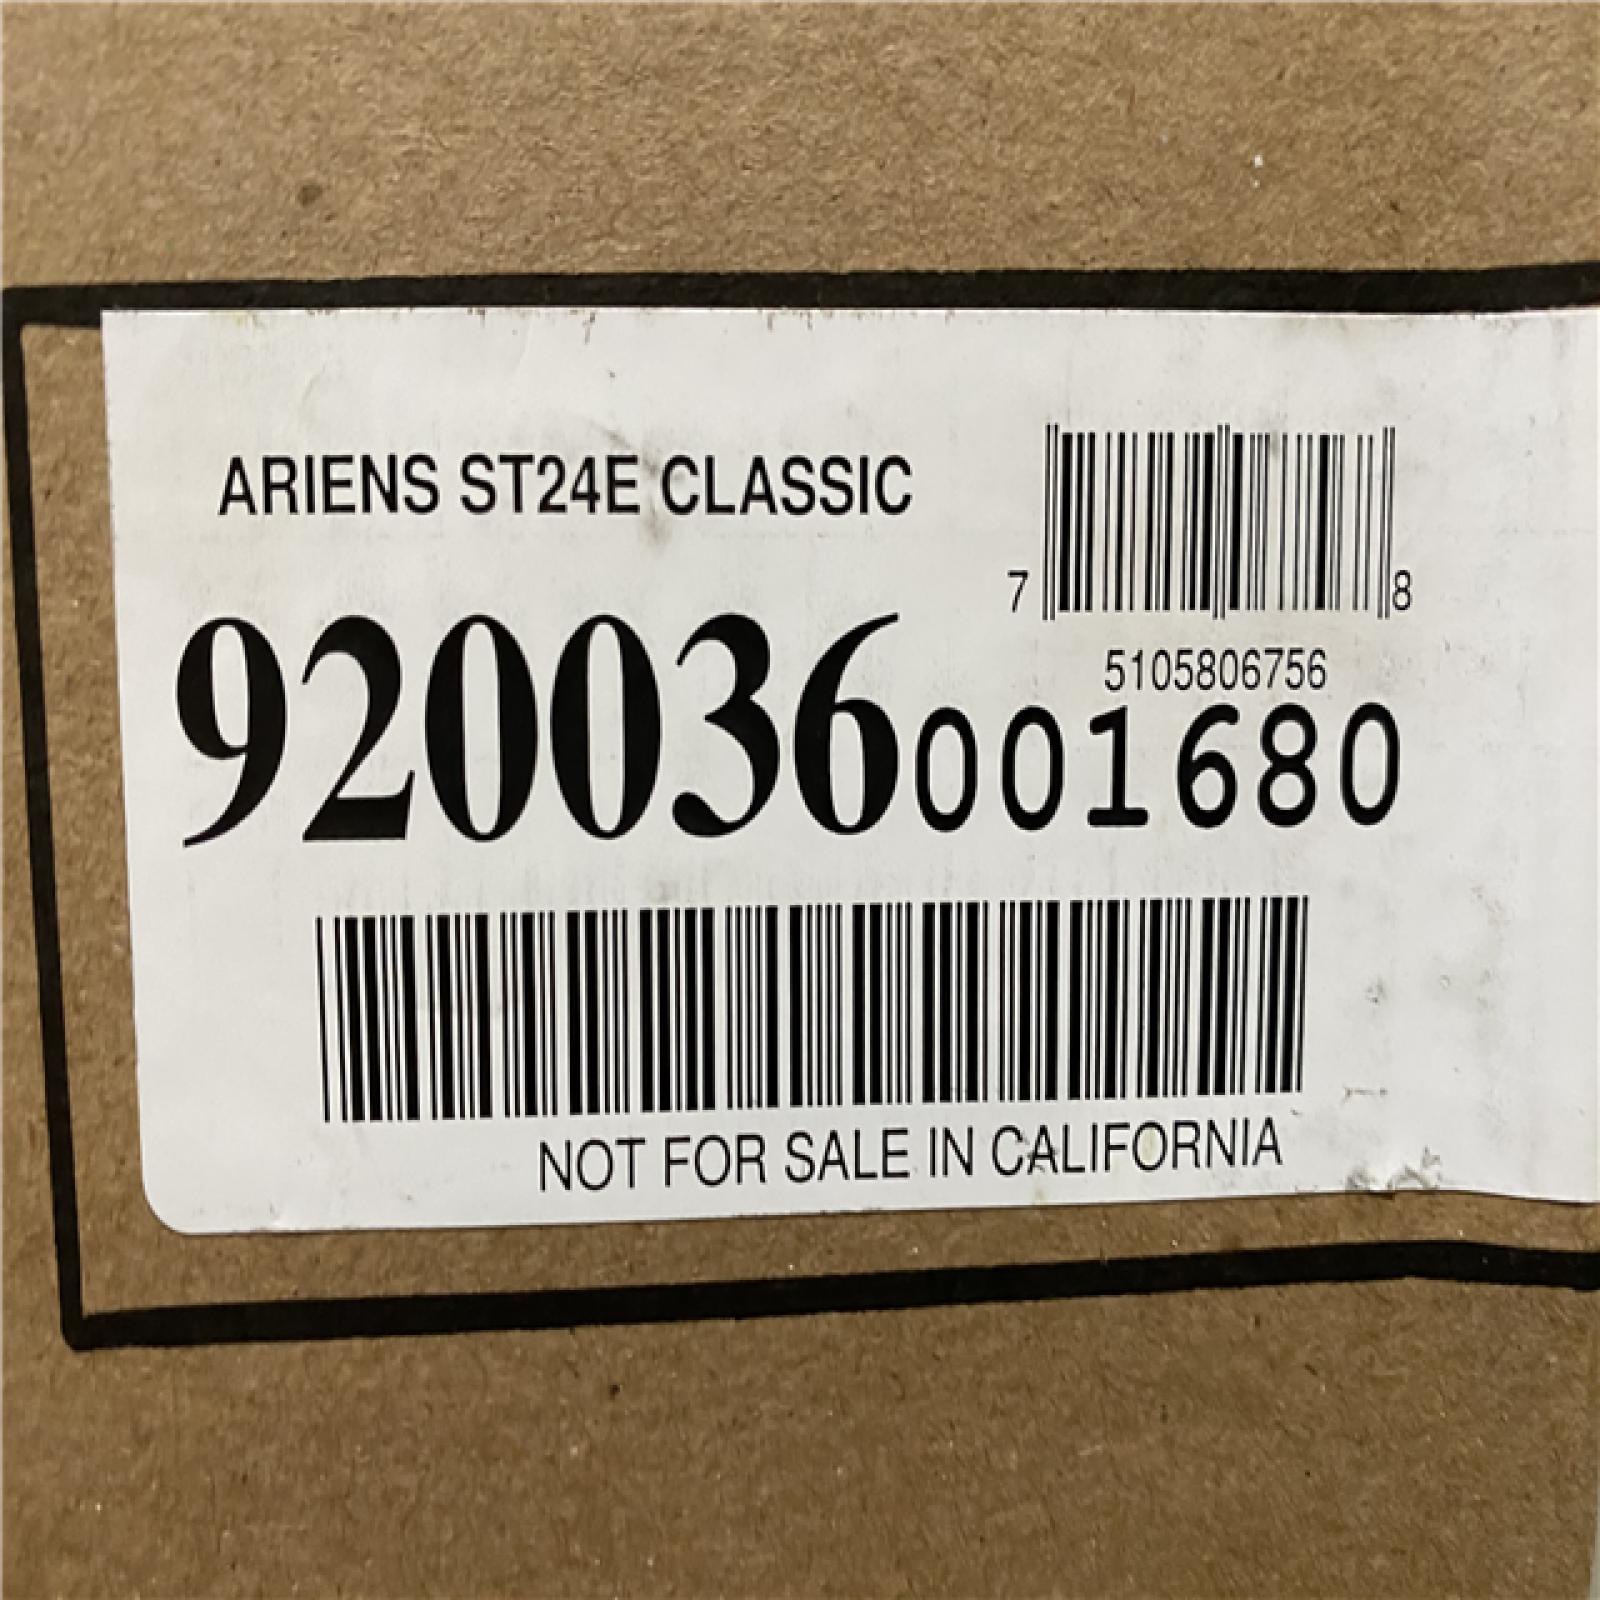 ARIENS ST24E CLASSIC
7 8
5105806756
920036001680
NOT FOR SALE IN CALIFORNIA